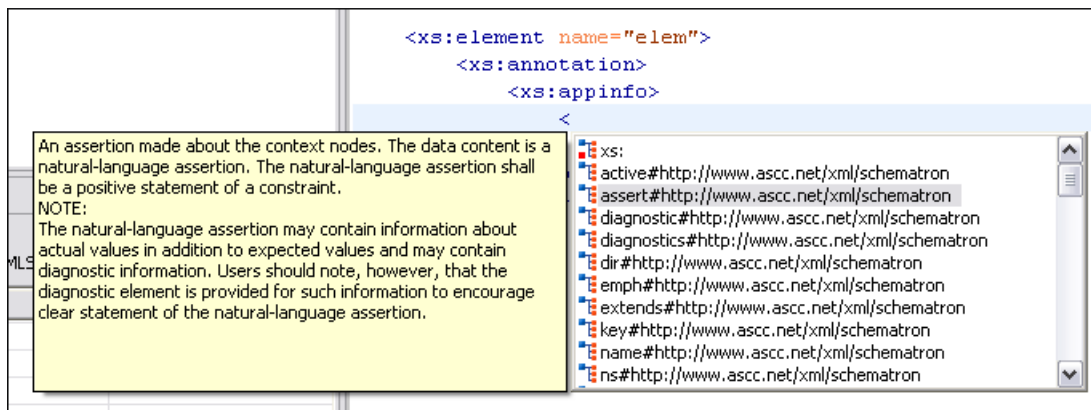 <xs:element name="elem">
<xs:annotation>
<xs:appinfo>
<
An assertion made about the context nodes. The data content is a
natural-language assertion. The natural-language assertion shall
be a positive statement of a constraint.
NOTE:
The natural-language assertion may contain information about
actual values in addition to expected values and may contain
diagnostic information. Users should note, however, that the
diagnostic element is provided for such information to encourage
clear statement of the natural-language assertion.
xs:
active#http://www.ascc.net/xml/schematron
assert#http://www.ascc.net/xml/schematron
diagnostic#http://www.ascc.net/xml/schematron
diagnostics#http://www.ascc.net/xml/schematron
dir#http://www.ascc.net/xml/schematron
emph#http://www.ascc.net/xml/schematron
extends#http://www.ascc.net/xml/schematron
key#http://www.ascc.net/xml/schematron
name#http://www.ascc.net/xml/schematron
ns#http://www.ascc.net/xml/schematron